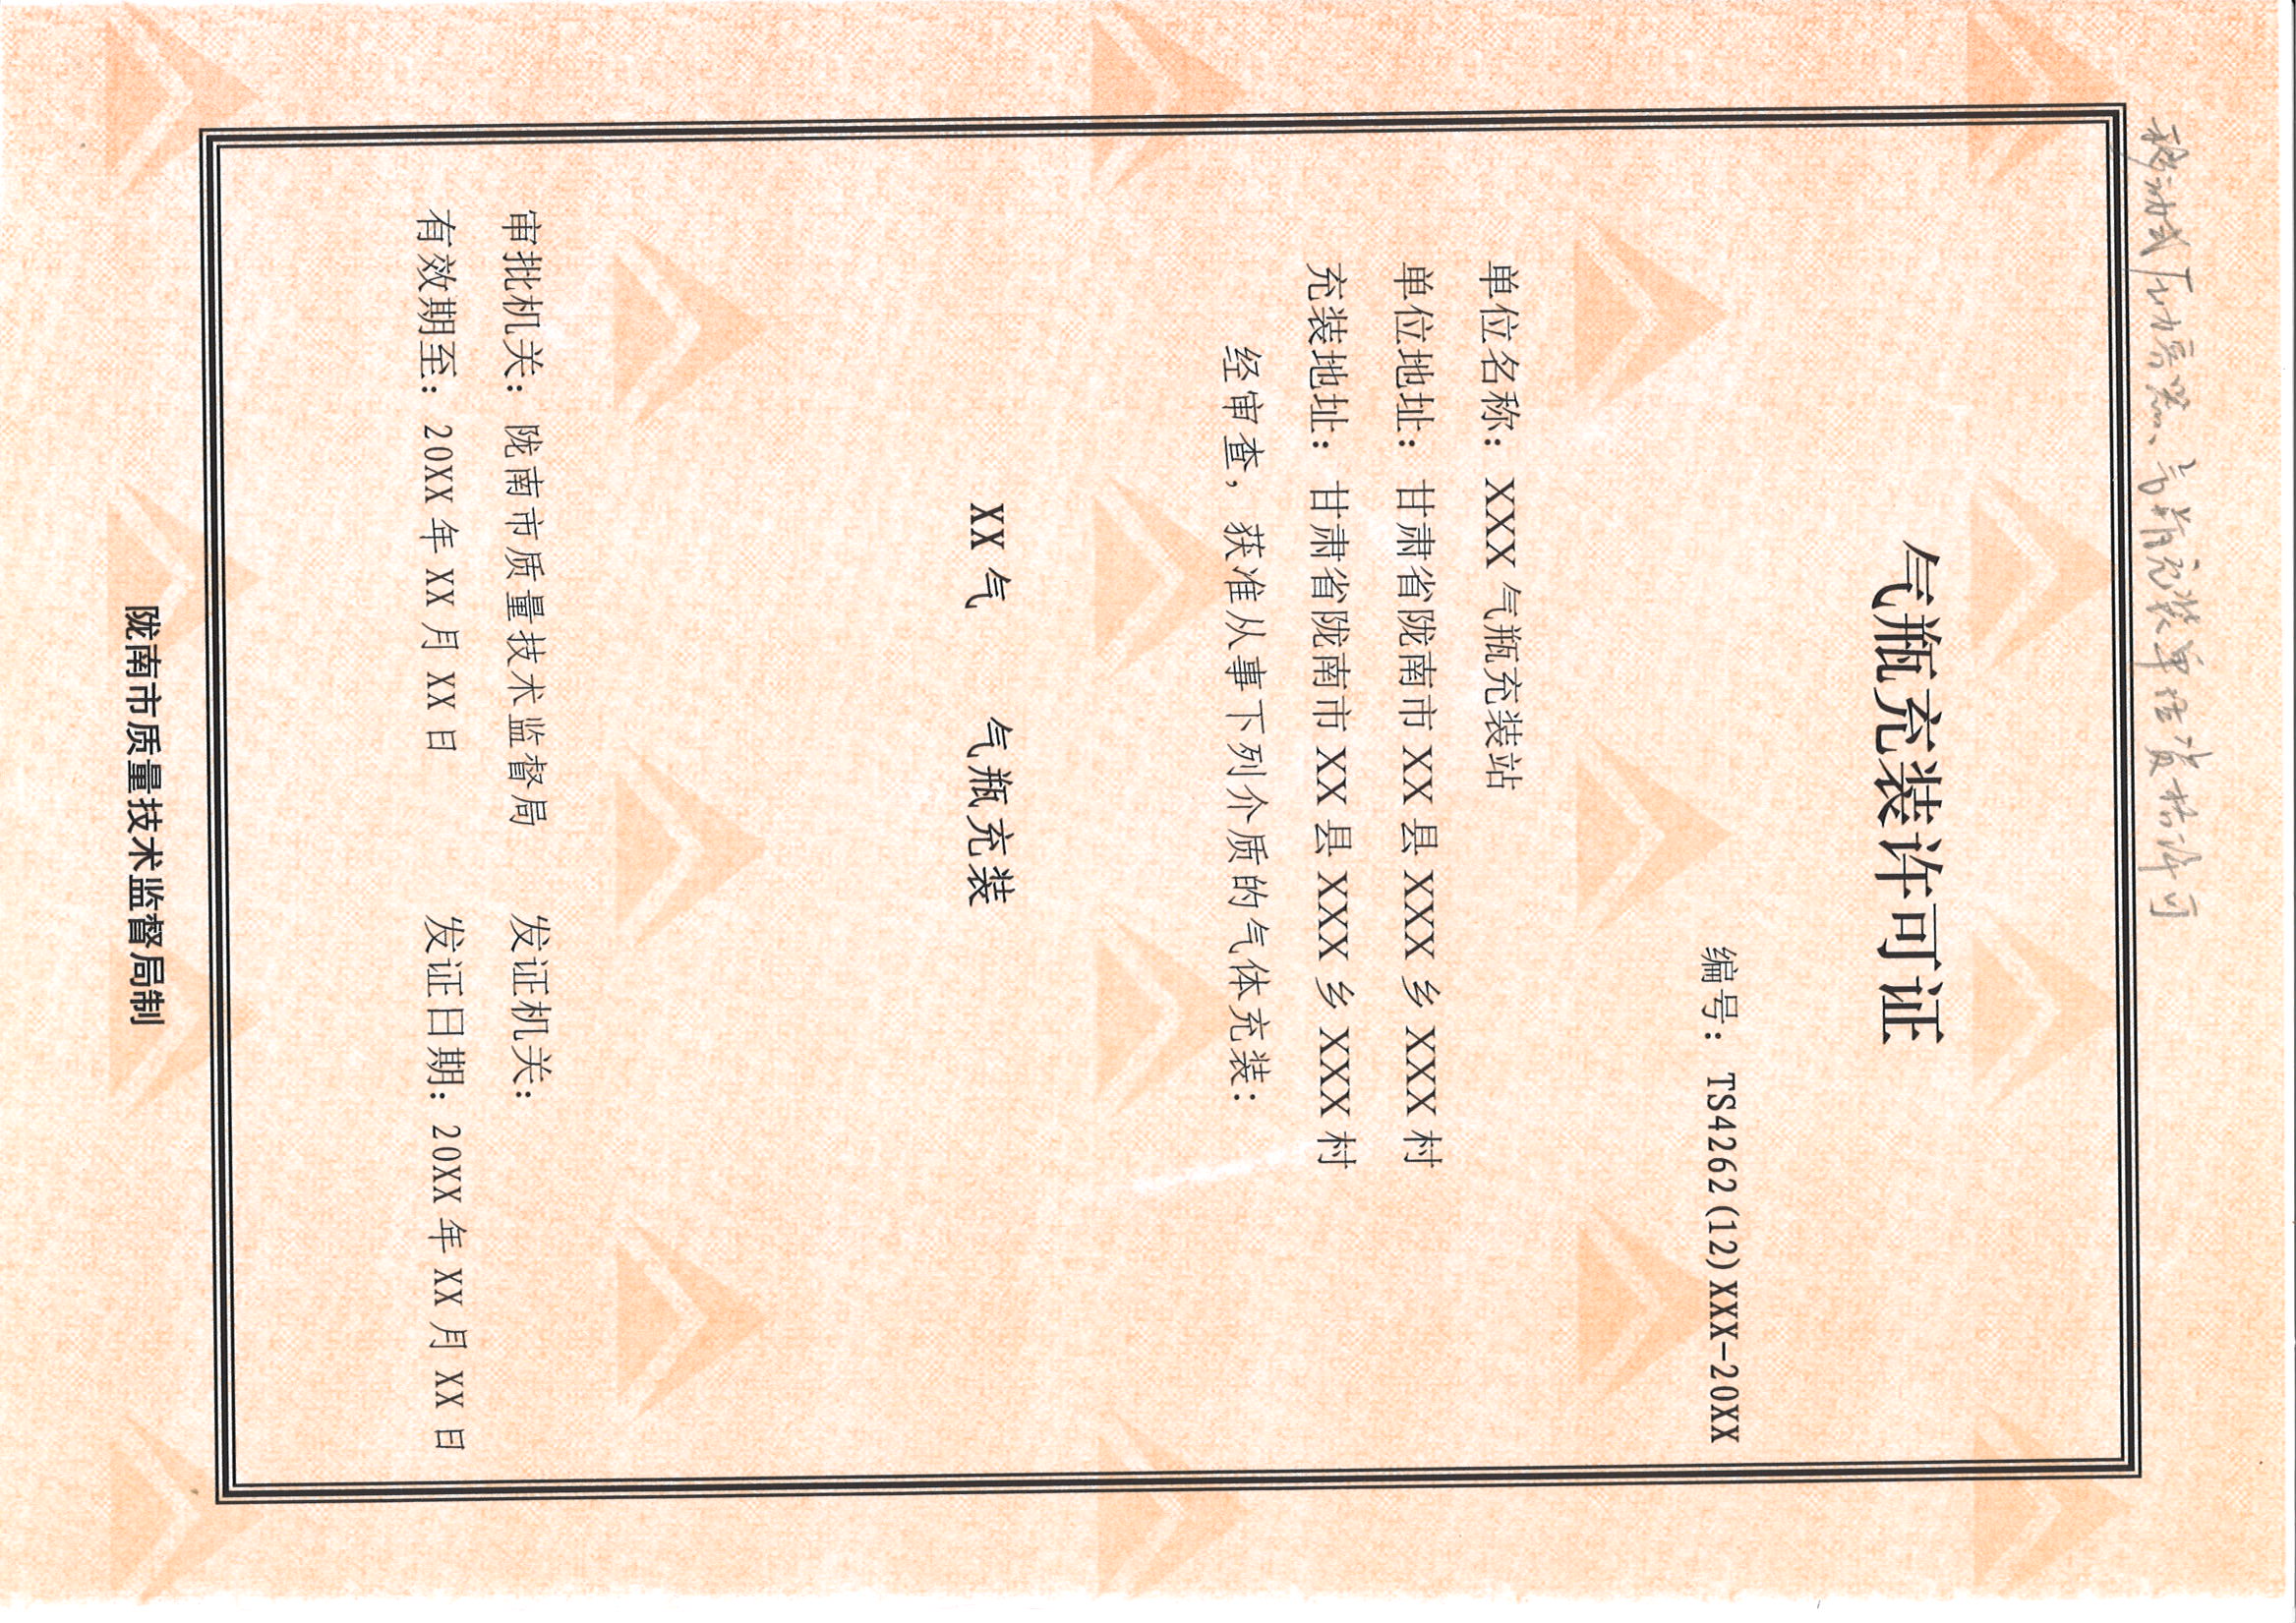 移动式压力容器、气瓶充装单位资格许可
气瓶充装许可证
编号：TS4262(12)XXX-20XX
单位名称：XXX 气瓶充装站
单位地址：甘肃省陇南市 XX 县 XXX 乡 XXX 村
充装地址：甘肃省陇南市 XX 县 XXX 乡 XXX 村
经审查，获准从事下列介质的气体充装：
XX 气 气瓶充装
审批机关：陇南市质量技术监督局 发证机关：
有效期至：20XX 年 XX 月 XX 日 发证日期：20XX 年 XX 月 XX 日
陇南市质量技术监督局制